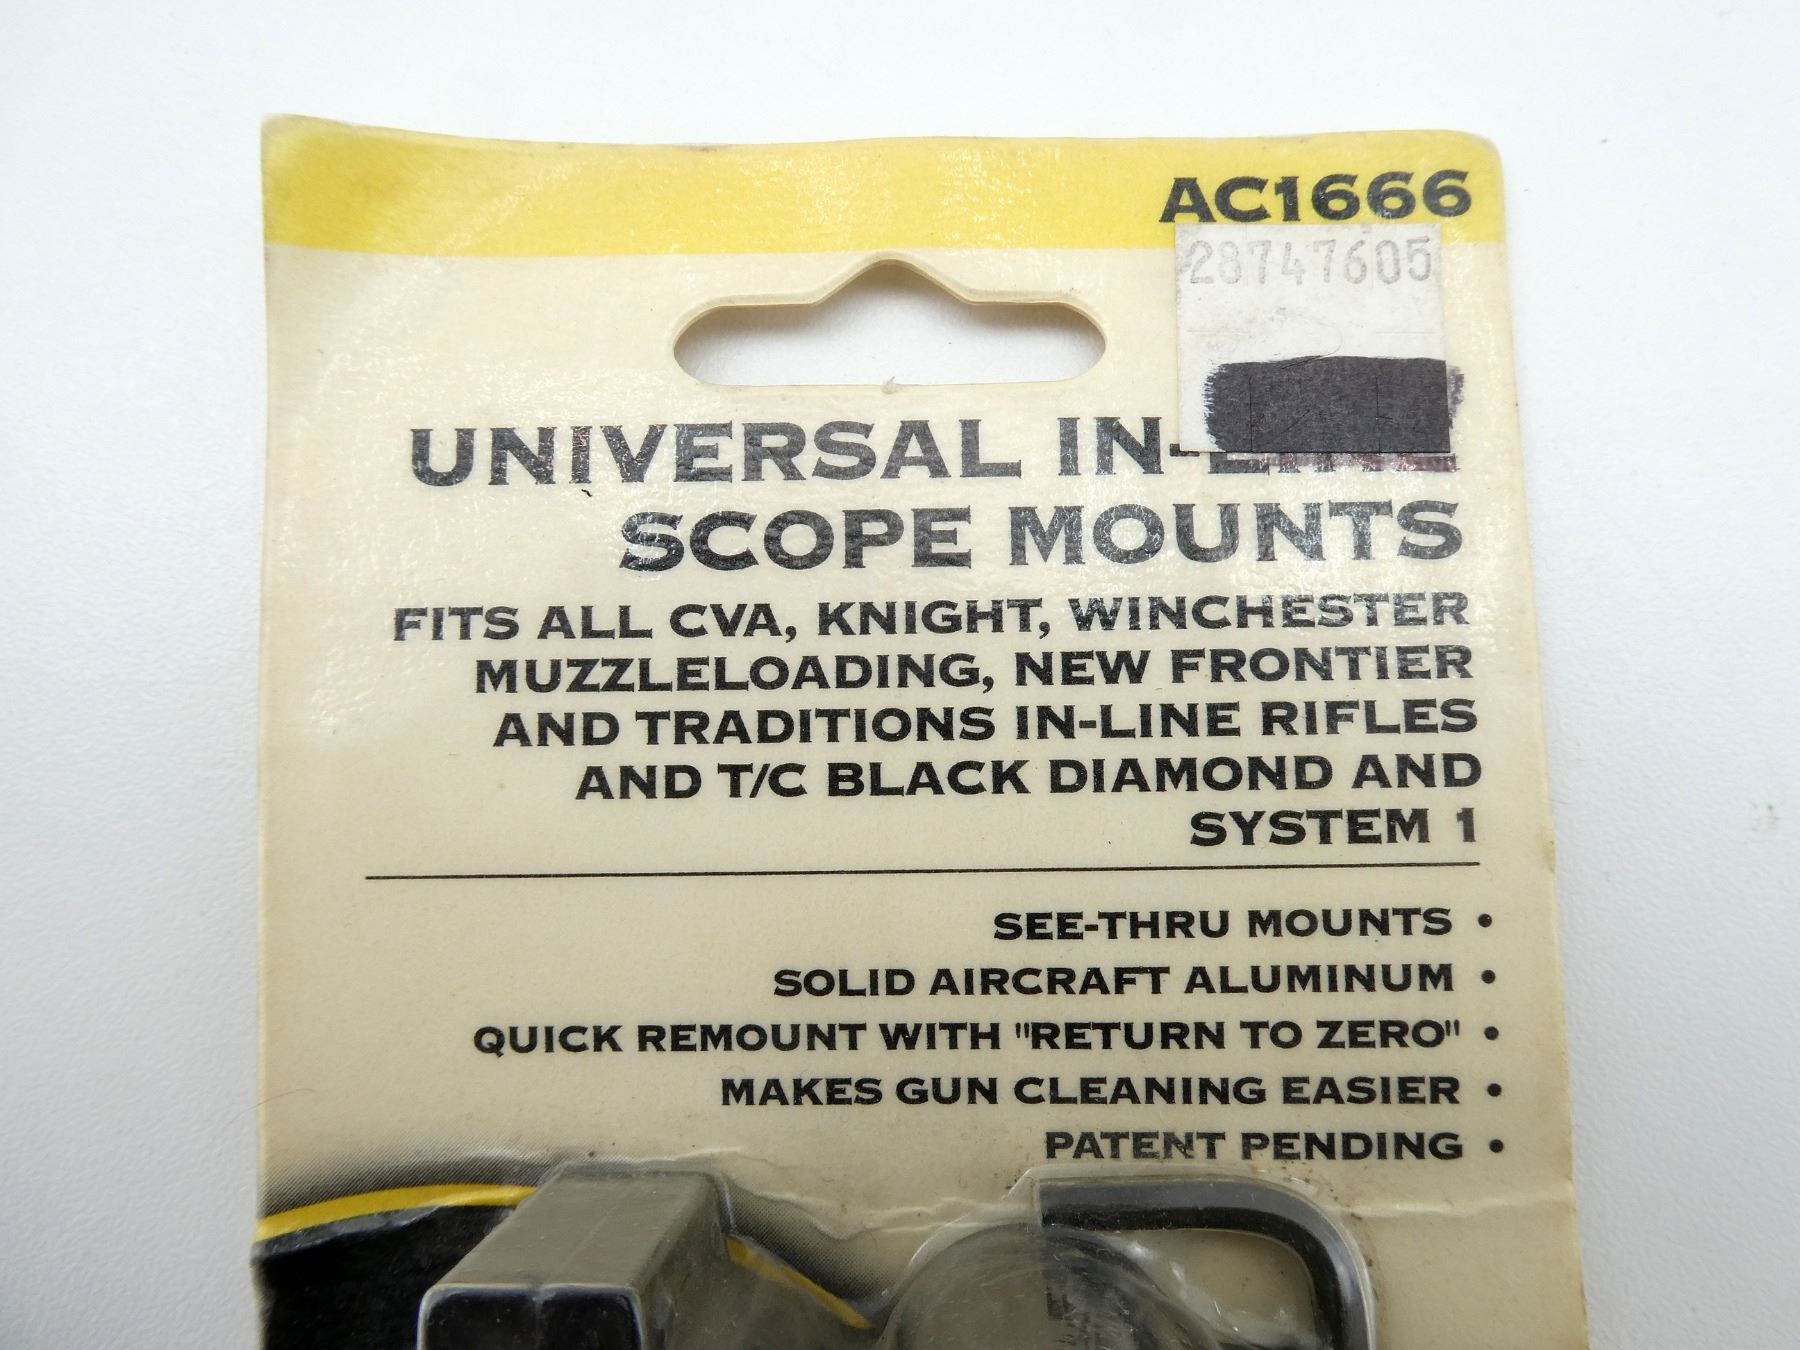 AC1666
28747605
UNIVERSAL IN-LINE
SCOPE MOUNTS
FITS ALL CVA, KNIGHT, WINCHESTER
MUZZLELOADING, NEW FRONTIER
AND TRADITIONS IN-LINE RIFLES
AND T/C BLACK DIAMOND AND
SYSTEM 1
SEE-THRU MOUNTS •
SOLID AIRCRAFT ALUMINUM •
QUICK REMOUNT WITH "RETURN TO ZERO" •
MAKES GUN CLEANING EASIER •
PATENT PENDING •